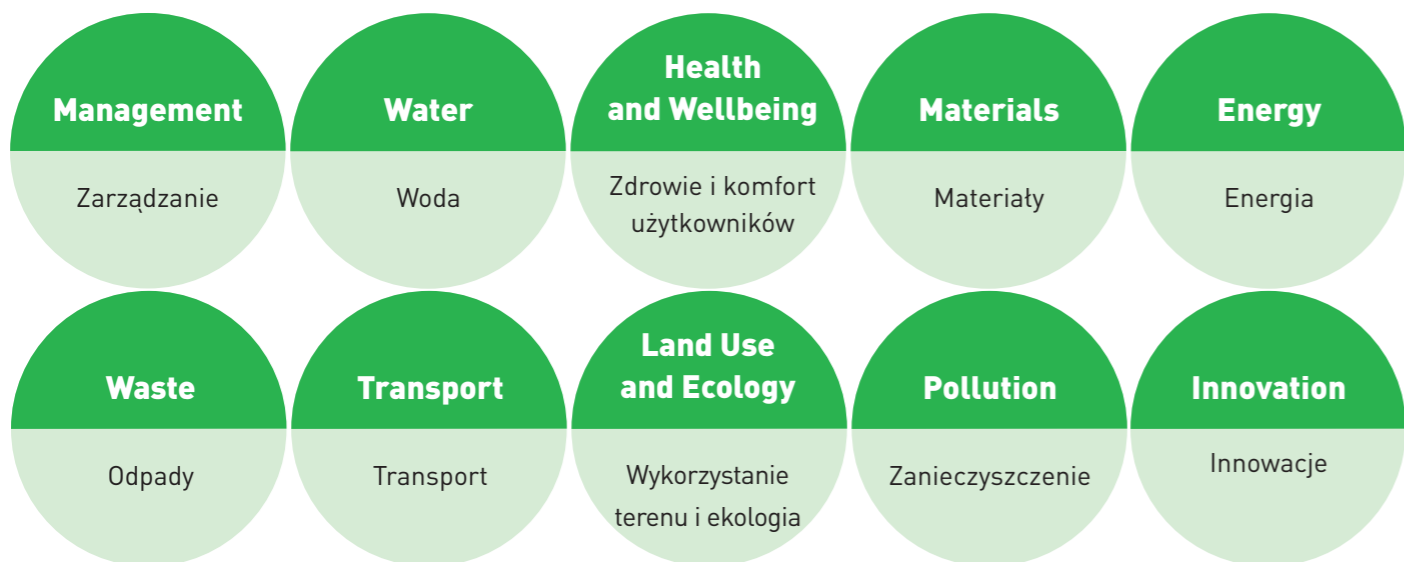 Management
Zarządzanie
Water
Woda
Health
and Wellbeing
Zdrowie i komfort
użytkowników
Materials
Materiały
Energy
Energia
Waste
Odpady
Transport
Transport
Land Use
and Ecology
Wykorzystanie
terenu i ekologia
Pollution
Zanieczyszczenie
Innovation
Innowacje